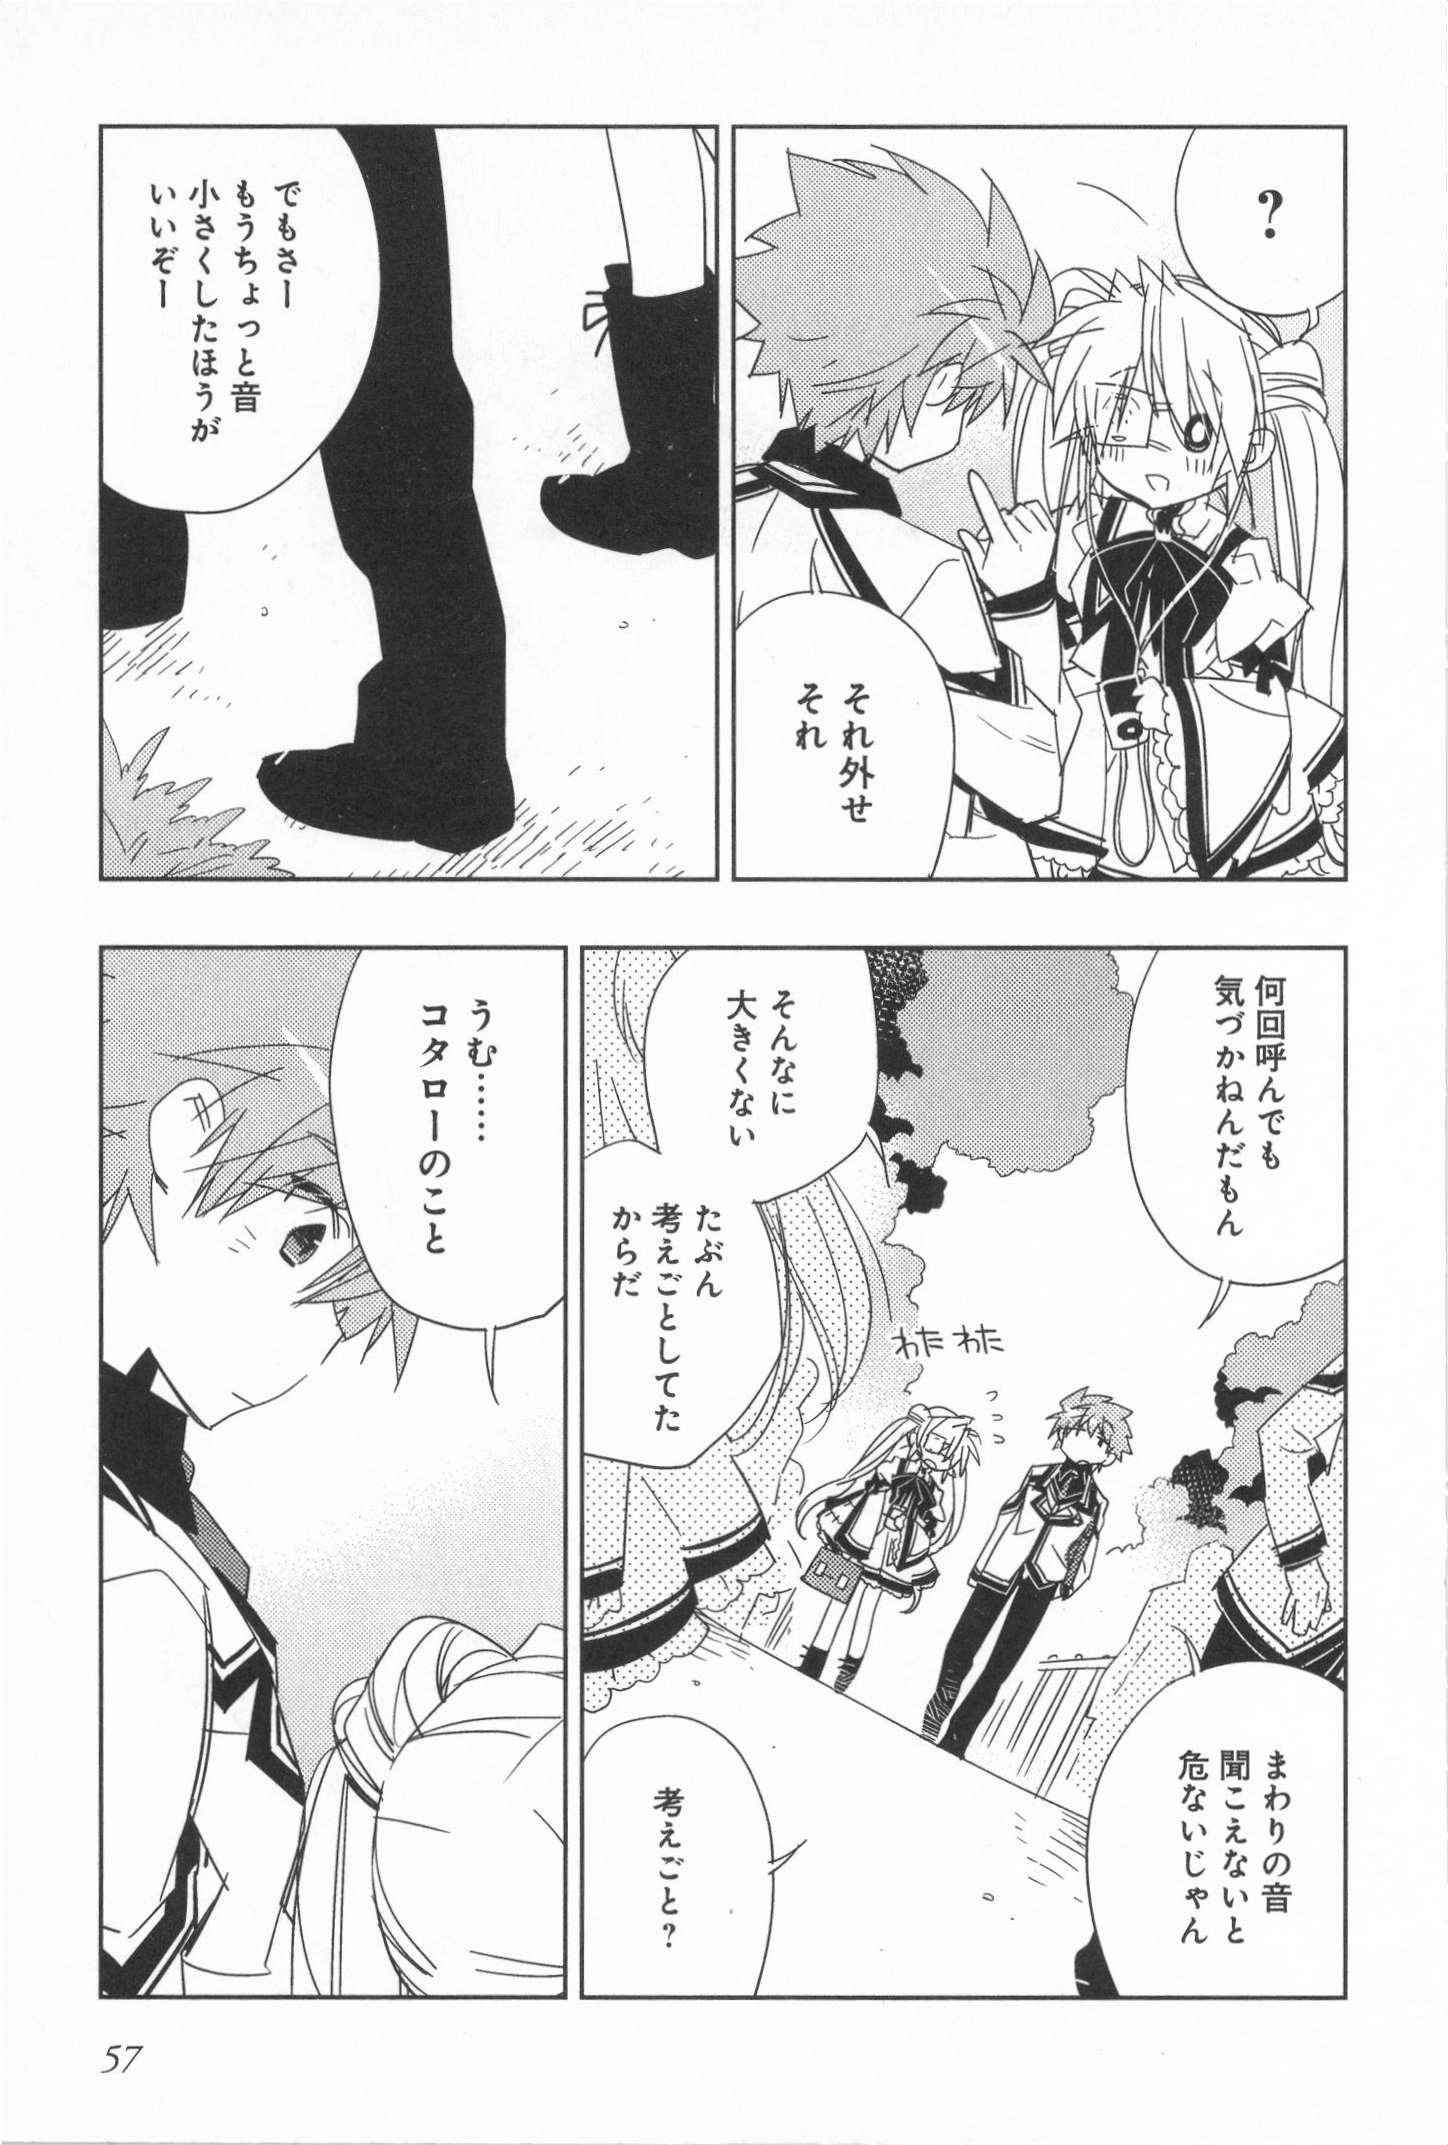 ?
それ外せ
それ
でもさー
もうちょっと音
小さくしたほうが
いいぞー
何回呼んでも
気づかねんだもん
まわりの音
聞こえないと
危ないじゃん
わたわた
そんなに
大きくない
たぶん
考えごとしてた
からだ
考えごと?
うむ……
コタローのこと
57